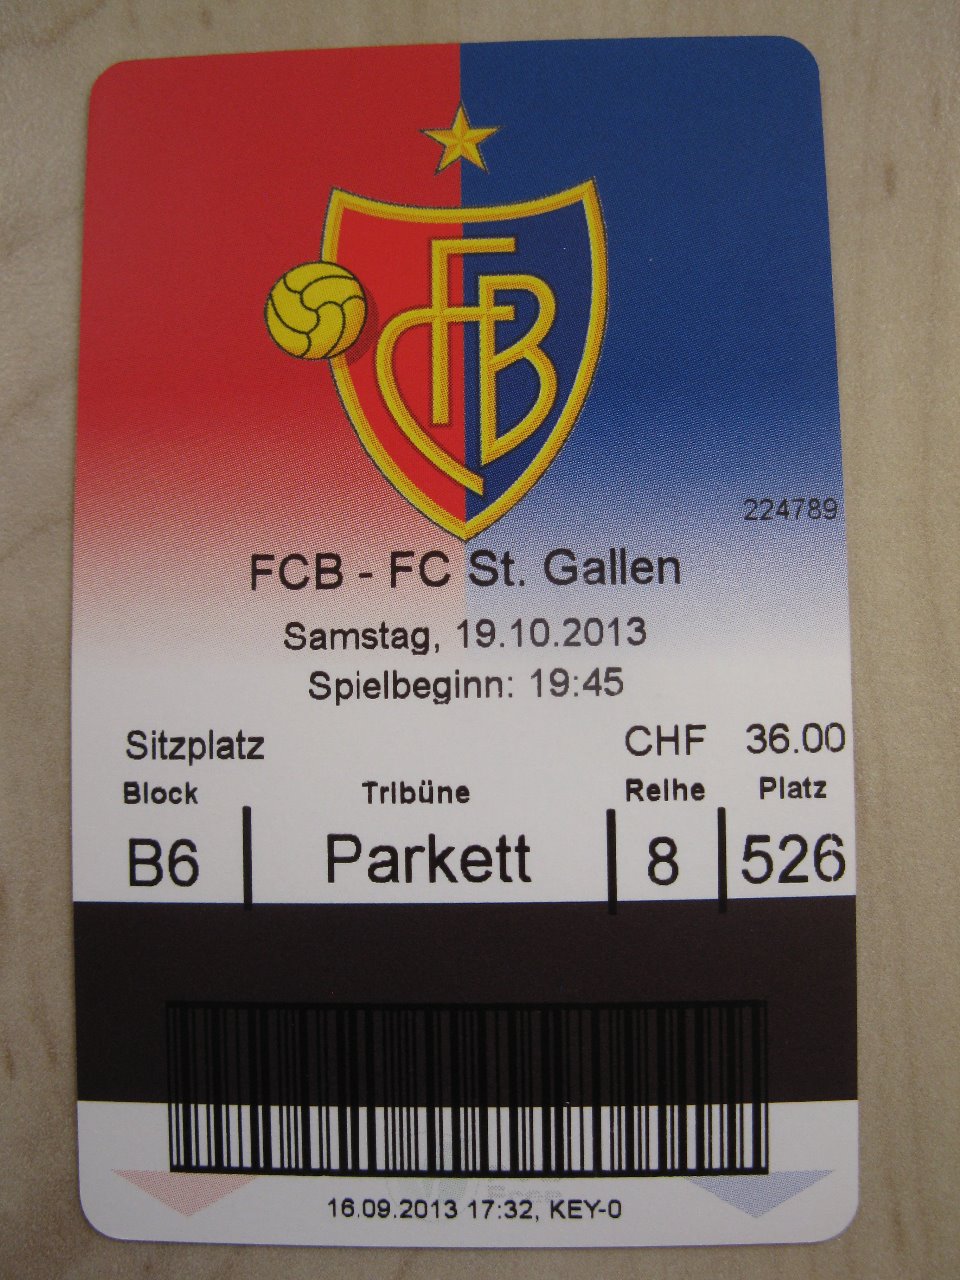 FCB
224789
FCB - FC St. Gallen
Samstag, 19.10.2013
Spielbeginn: 19:45
Sitzplatz CHF 36.00
Block Tribüne Reihe Platz
B6 Parkett 8 526
16.09.2013 17:32, KEY-0